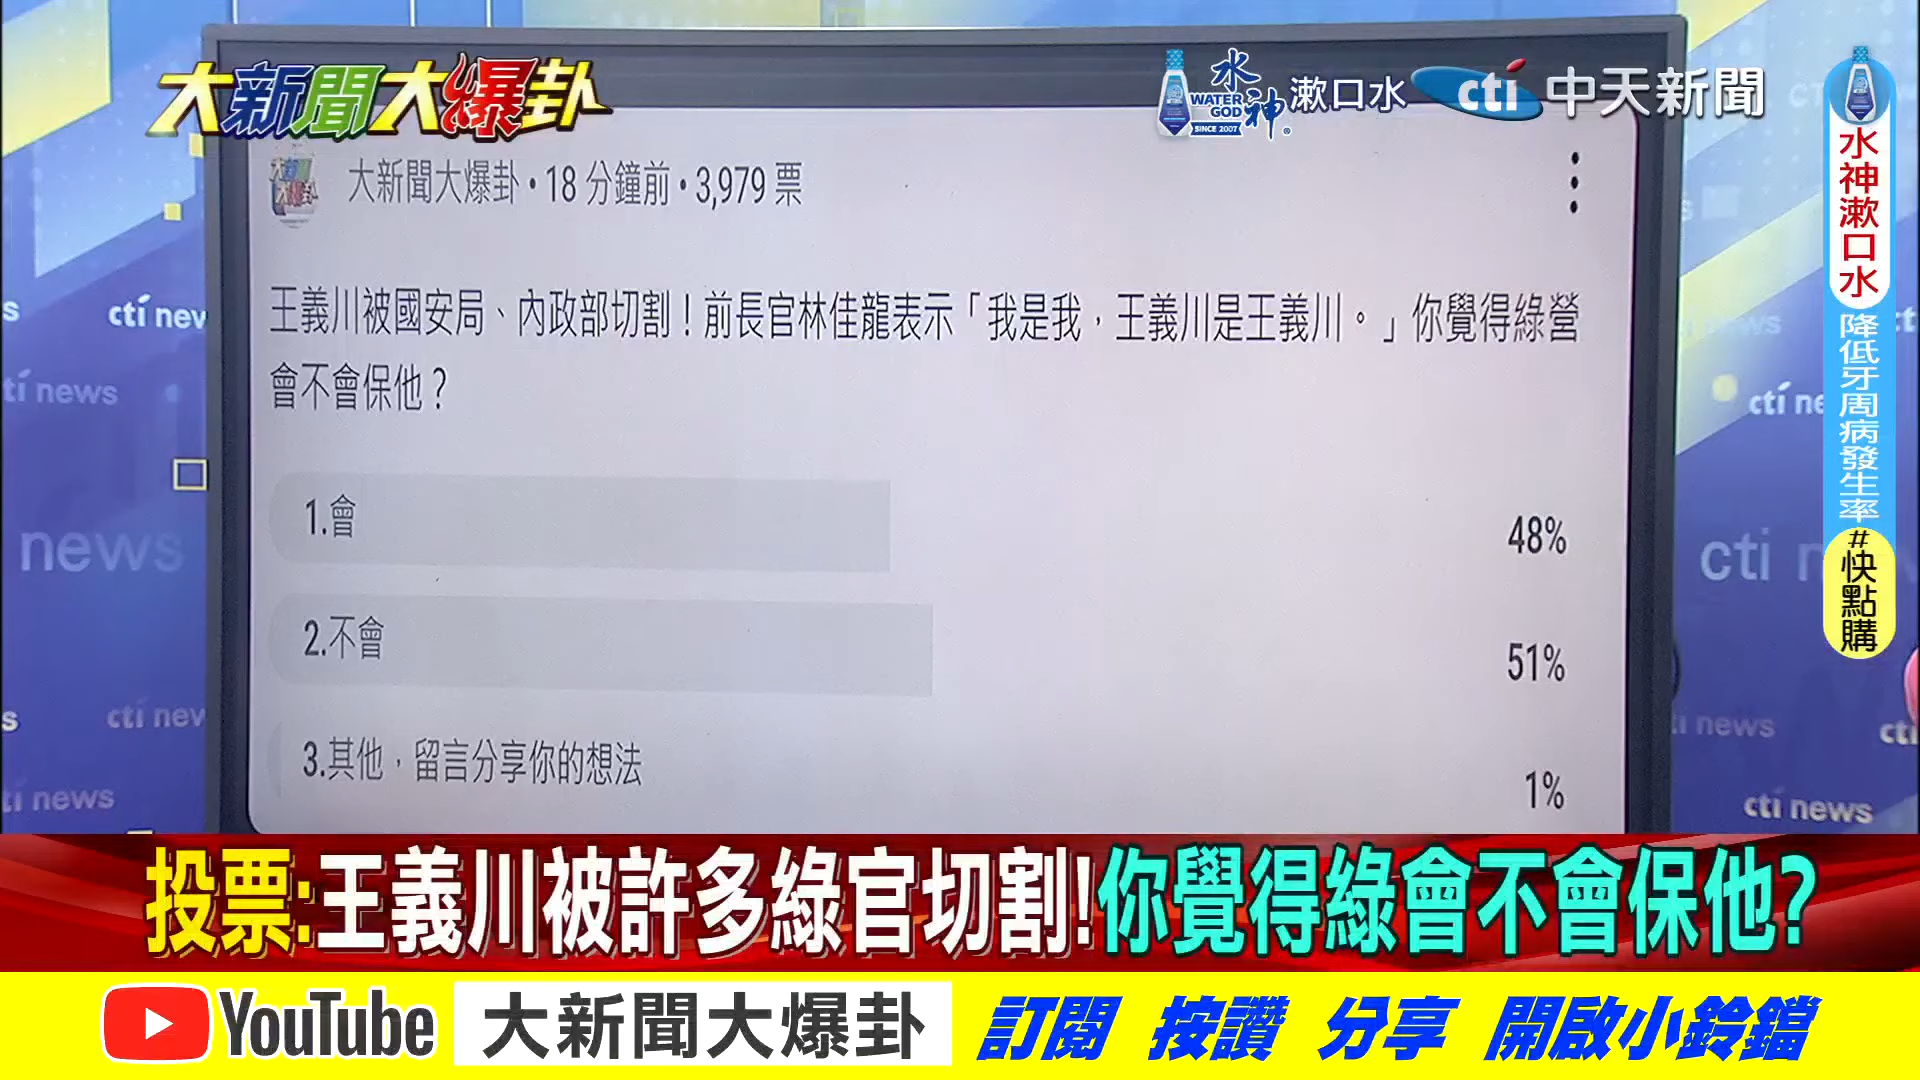 大新聞大爆卦
水神
WATER GOD
SINCE 2007
漱口水
cti 中天新聞
大新聞大爆卦 • 18 分鐘前 • 3,979 票
王義川被國安局、內政部切割！前長官林佳龍表示「我是我，王義川是王義川。」你覺得綠營
會不會保他？
1.會
48%
2.不會
51%
3.其他，留言分享你的想法
1%
水神漱口水
降低牙周病發生率
#快點購
cti news
cti news
news
cti news
cti news
投票:王義川被許多綠官切割!你覺得綠會不會保他?
YouTube 大新聞大爆卦 訂閱 按讚 分享 開啟小鈴鐺